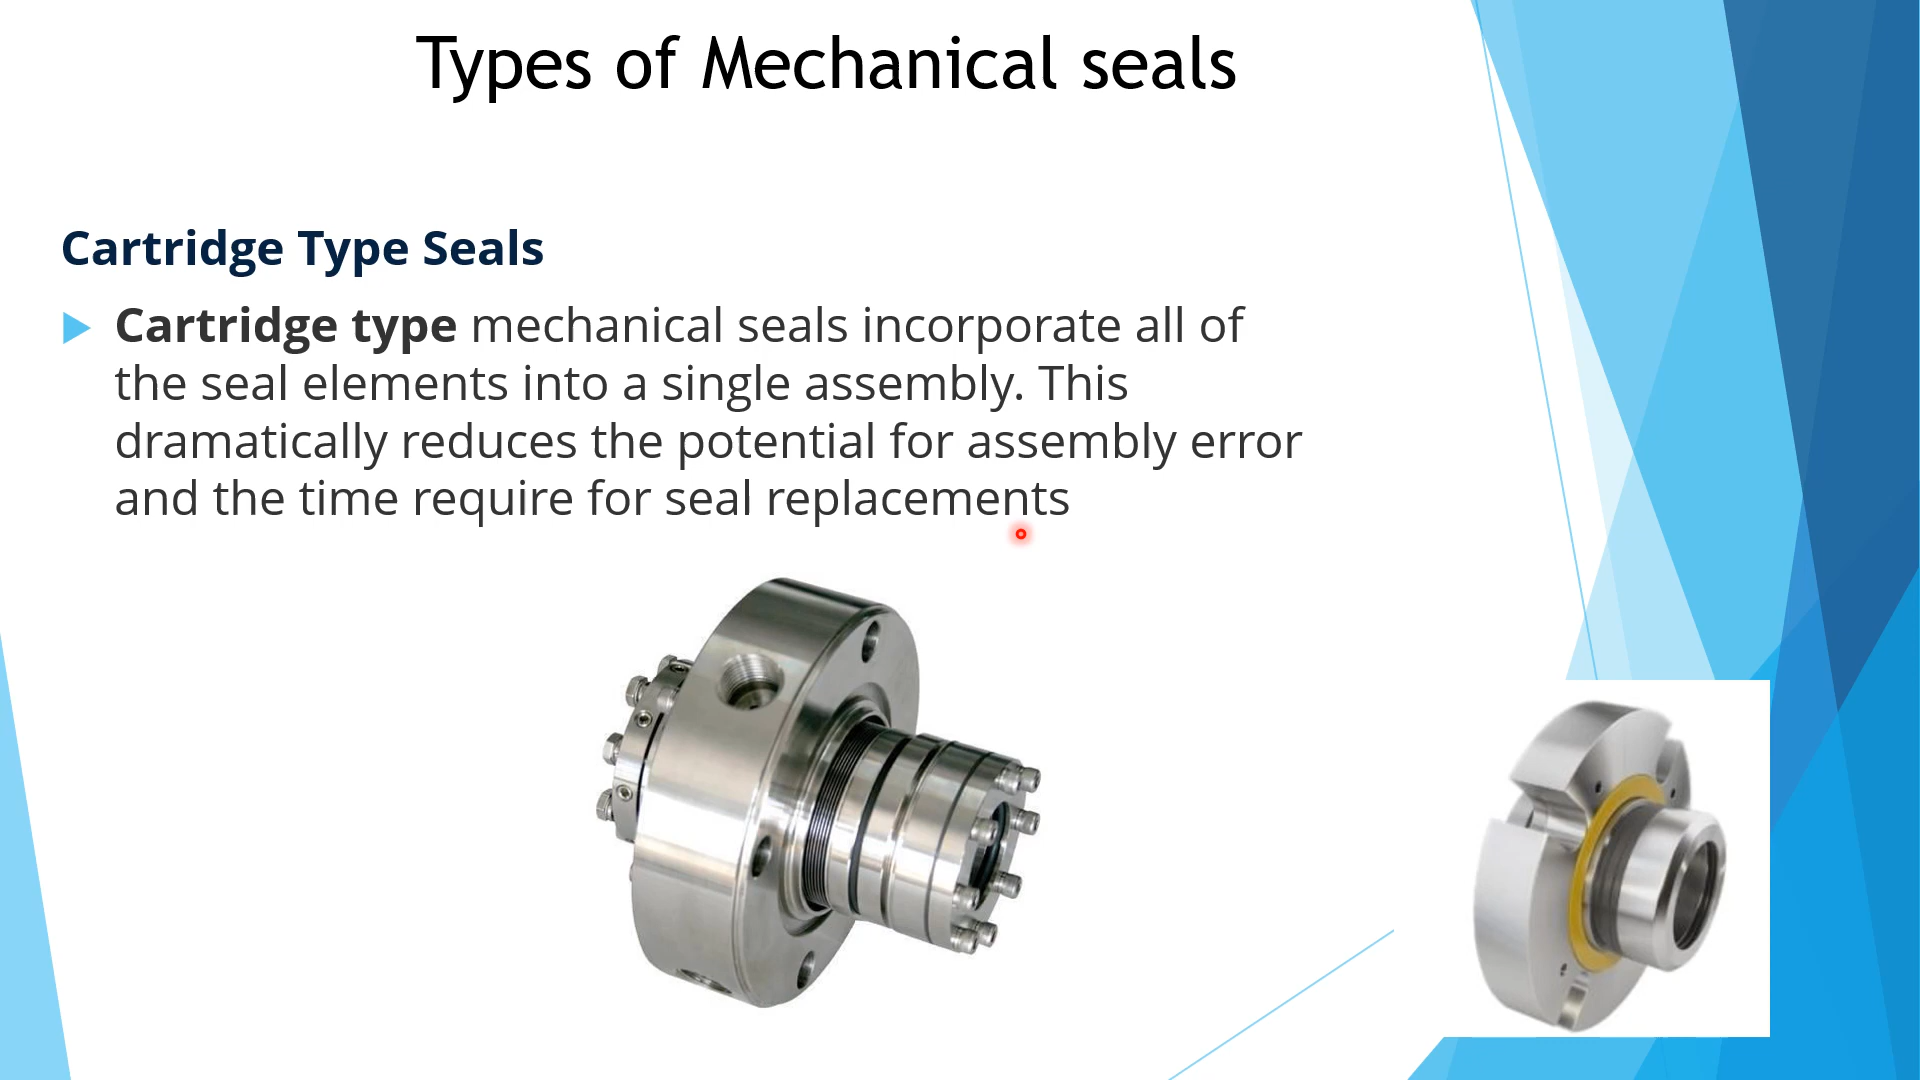 Types of Mechanical seals
Cartridge Type Seals
Cartridge type mechanical seals incorporate all of
the seal elements into a single assembly. This
dramatically reduces the potential for assembly error
and the time require for seal replacements